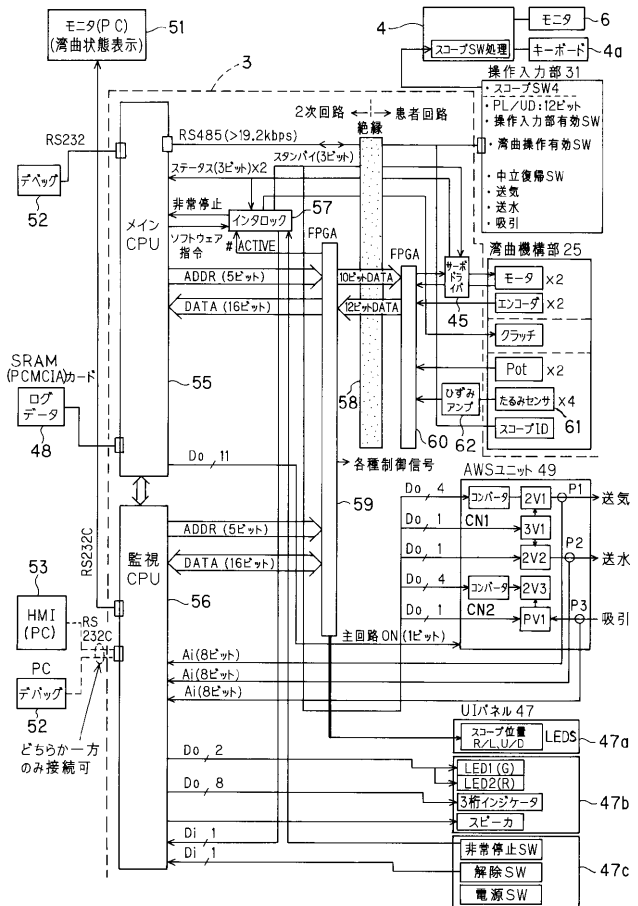 モニタ(PC)
(湾曲状態表示)
51
4
モニタ
6
スコープSW処理
キーボード
4a
3
操作入力部31
・スコープSW4
・PL/UD:12ビット
・操作入力部有効SW
・湾曲操作有効SW
・中立復帰SW
・送気
・送水
・吸引
2次回路
患者回路
絶縁
RS232
RS485(>19.2kbps)
スタンバイ(3ビット)
ステータス(3ビット)×2
デベッグ
52
非常停止
インタロック
57
メイン
CPU
ソフトウェア
指令
#
ACTIVE
FPGA
FPGA
サーボ
ドライバ
45
湾曲機構部25
モータ
×2
エンコーダ
×2
クラッチ
Pot
×2
たるみセンサ
×4
61
スコープID
ADDR(5ビット)
10ビットDATA
DATA(16ビット)
12ビットDATA
ひずみ
アンプ
62
SRAM
(PCMCIA)カード
ログ
データ
48
55
58
60
Do
11
各種制御信号
59
AWSユニット49
Do
4
コンバータ
2V1
P1
送気
Do
1
CN1
3V1
Do
1
2V2
P2
送水
Do
4
コンバータ
2V3
Do
1
CN2
PV1
P3
吸引
RS232C
ADDR(5ビット)
監視
CPU
DATA(16ビット)
56
53
HMI
(PC)
RS
232C
PC
デバッグ
52
どちらか一方
のみ接続可
主回路ON(1ビット)
Ai(8ビット)
Ai(8ビット)
Ai(8ビット)
UIパネル47
スコープ位置
R/L,U/D
LEDS
47a
Do
2
LED1(G)
LED2(R)
Do
8
3桁インジケータ
47b
スピーカ
Di
1
非常停止SW
Di
1
解除SW
47c
電源SW